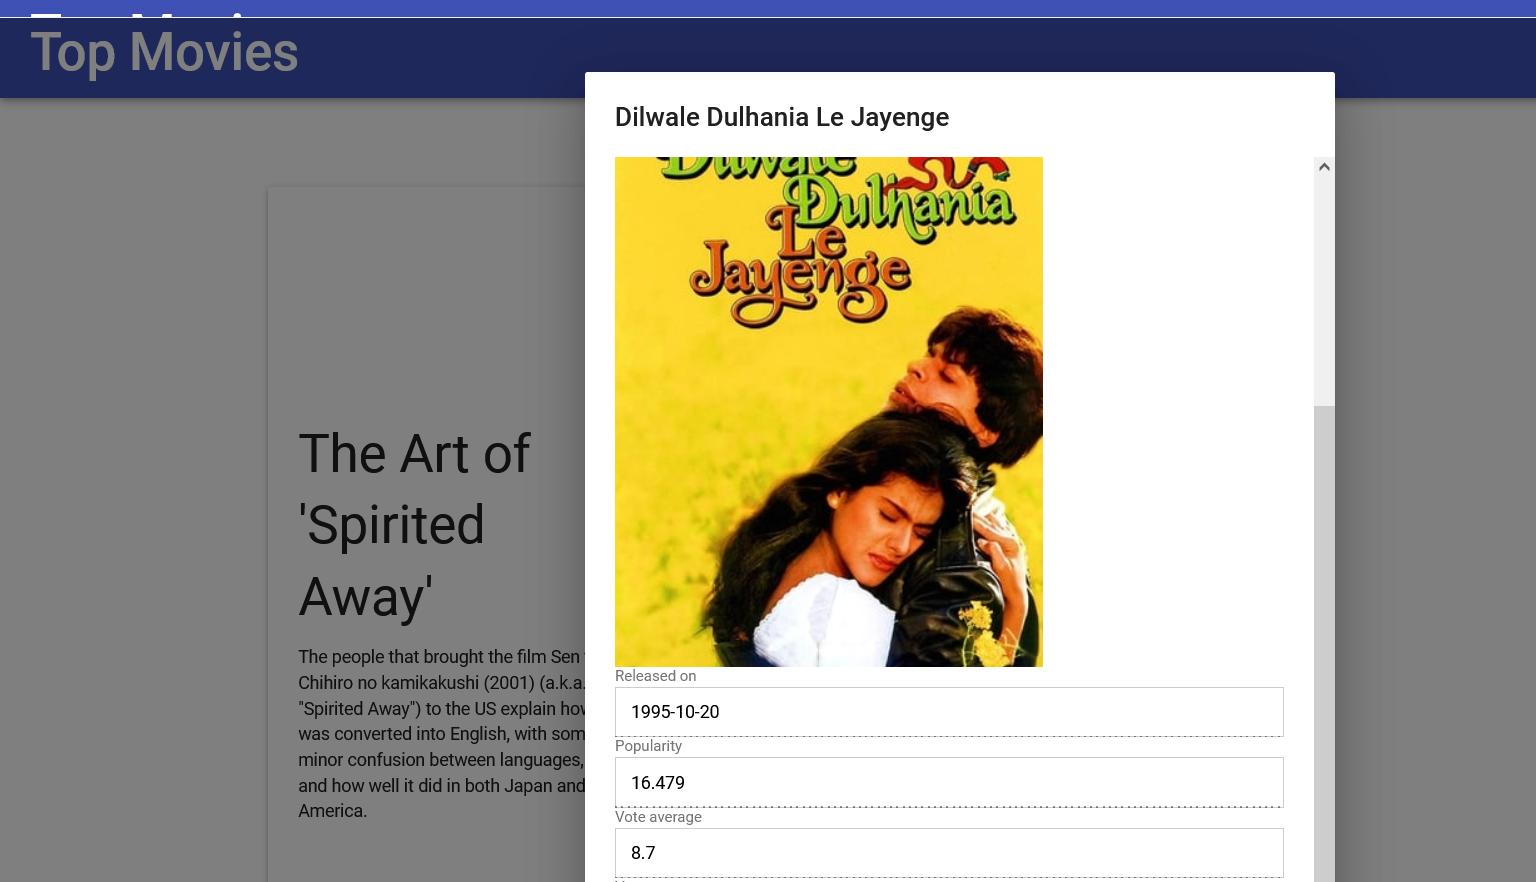 Top Movies
Dilwale Dulhania Le Jayenge
Dilwale
Dulhania
Le
Jayenge
The Art of
'Spirited
Away'
The people that brought the film Sen
Chihiro no kamikakushi (2001) (a.k.a.
"Spirited Away") to the US explain how
was converted into English, with som
minor confusion between languages,
and how well it did in both Japan and
America.
Released on
1995-10-20
Popularity
16.479
Vote average
8.7